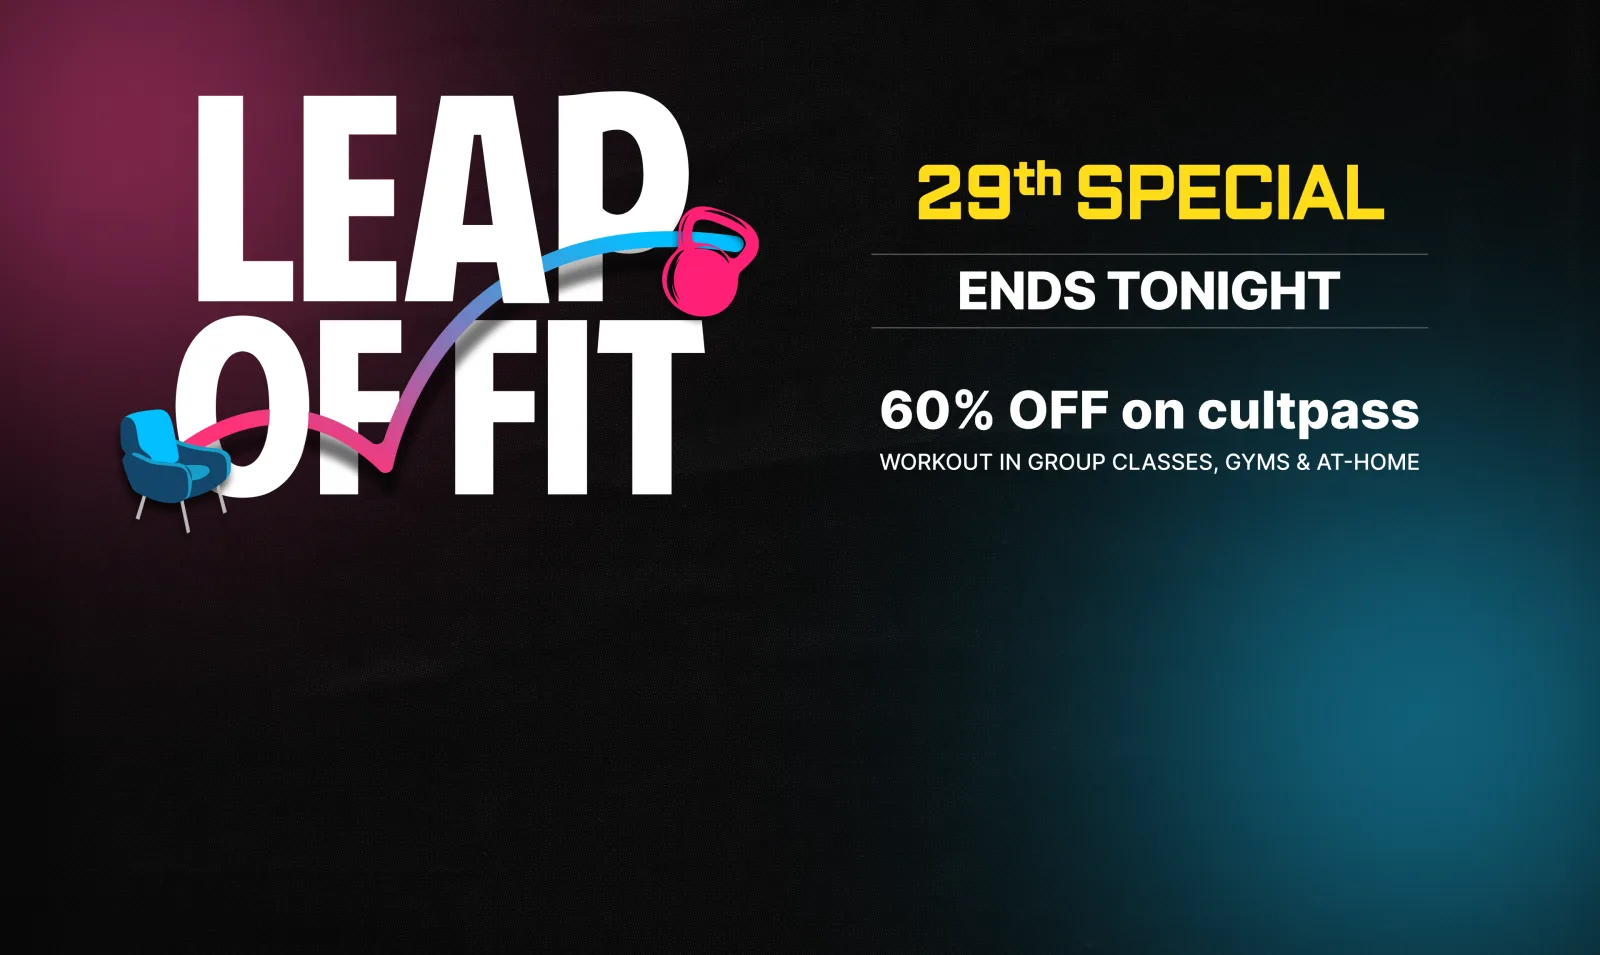 LEAP
OF FIT
29th SPECIAL
ENDS TONIGHT
60% OFF on cultpass
WORKOUT IN GROUP CLASSES, GYMS & AT-HOME